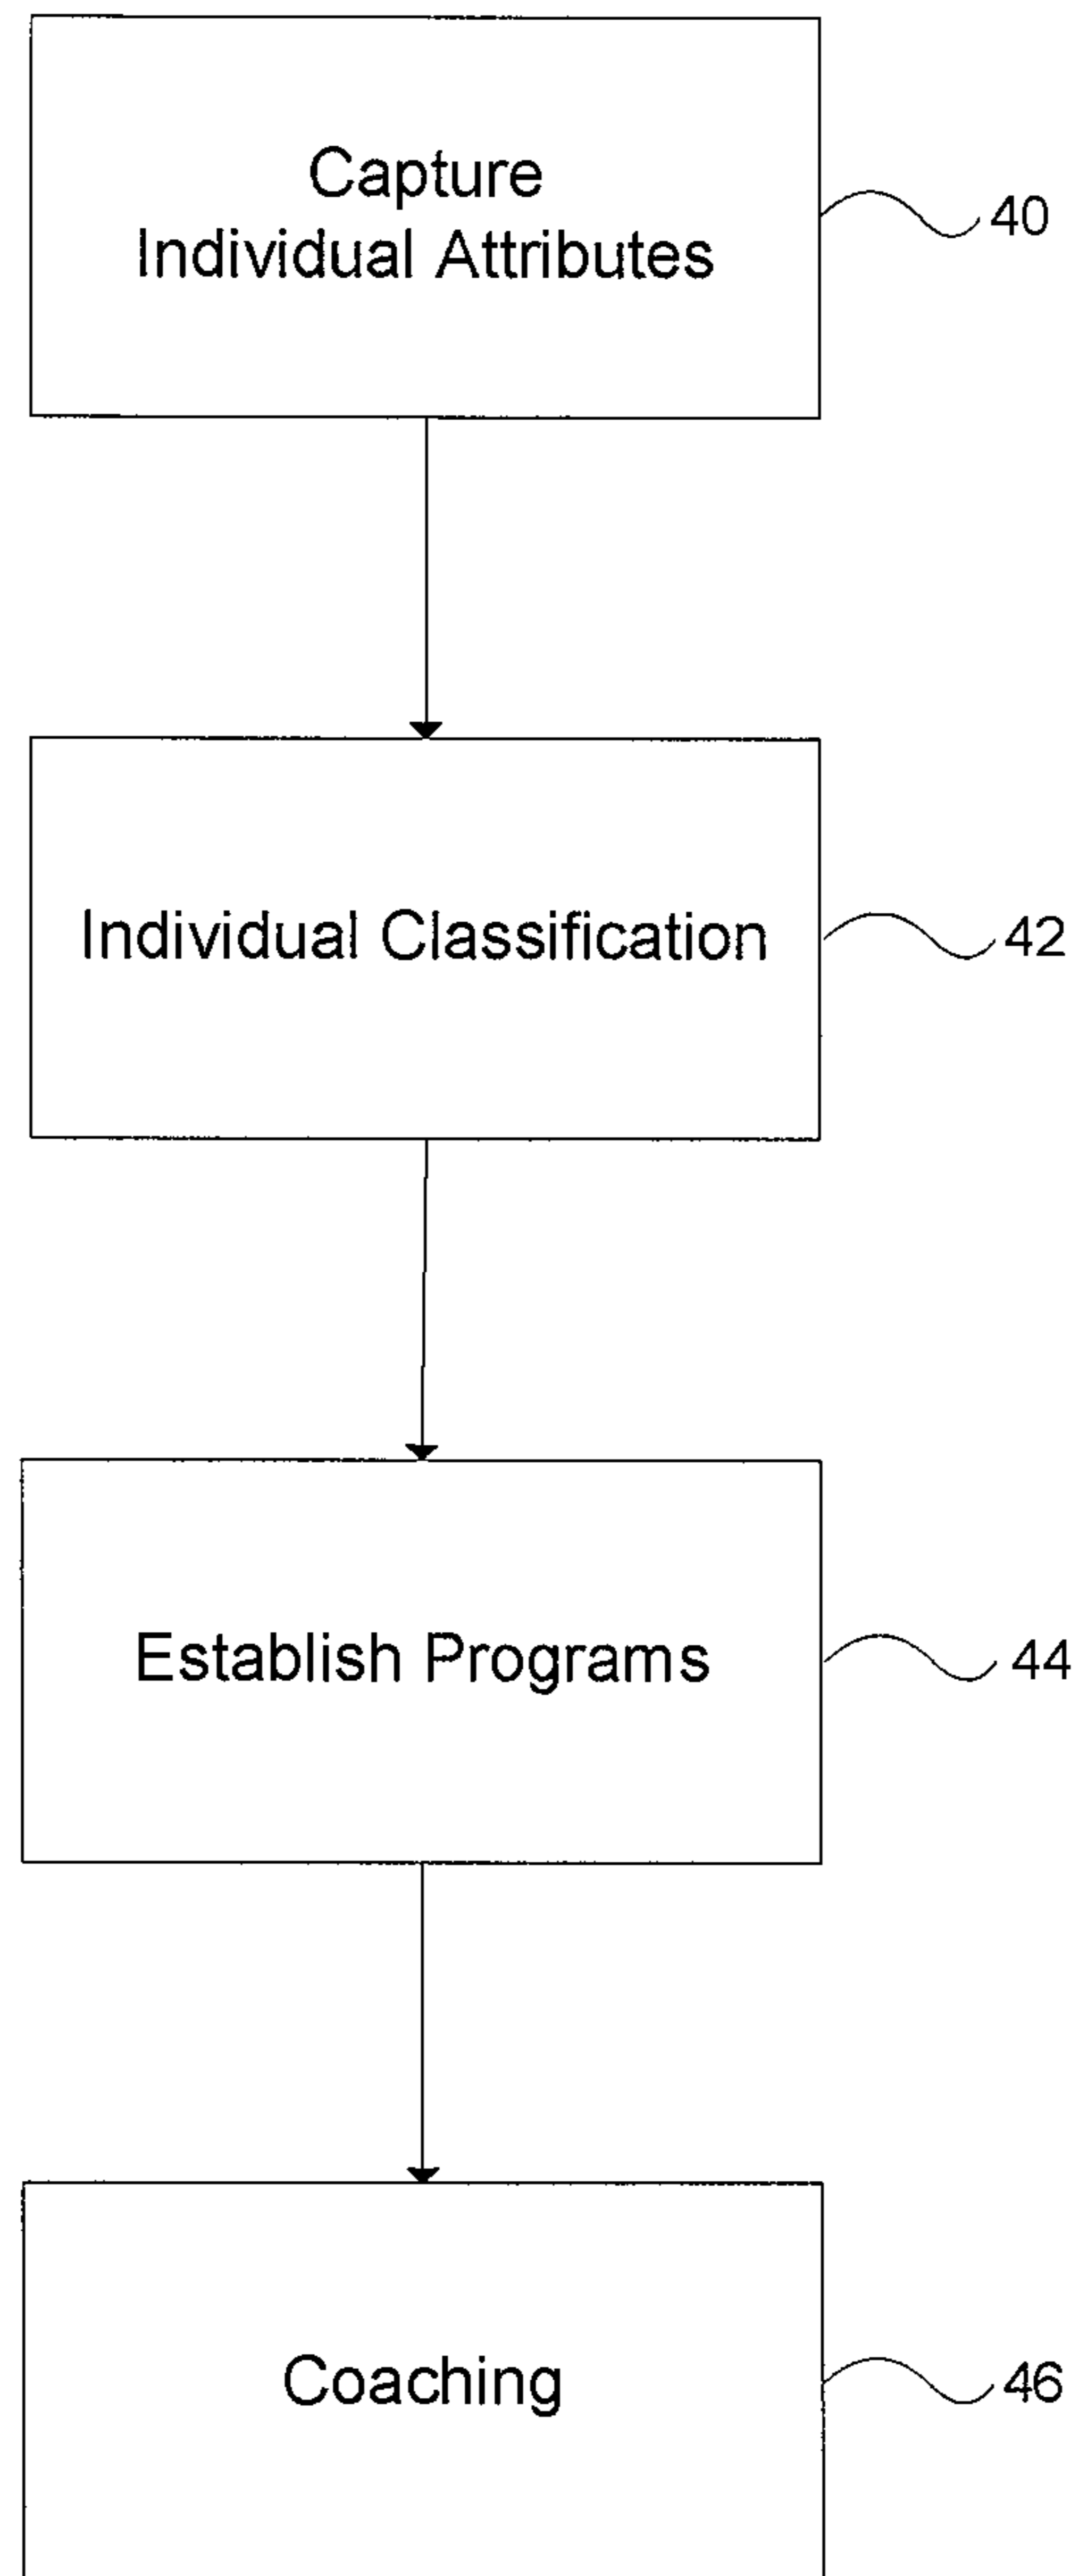 Capture
Individual Attributes
40
Individual Classification
42
Establish Programs
44
Coaching
46